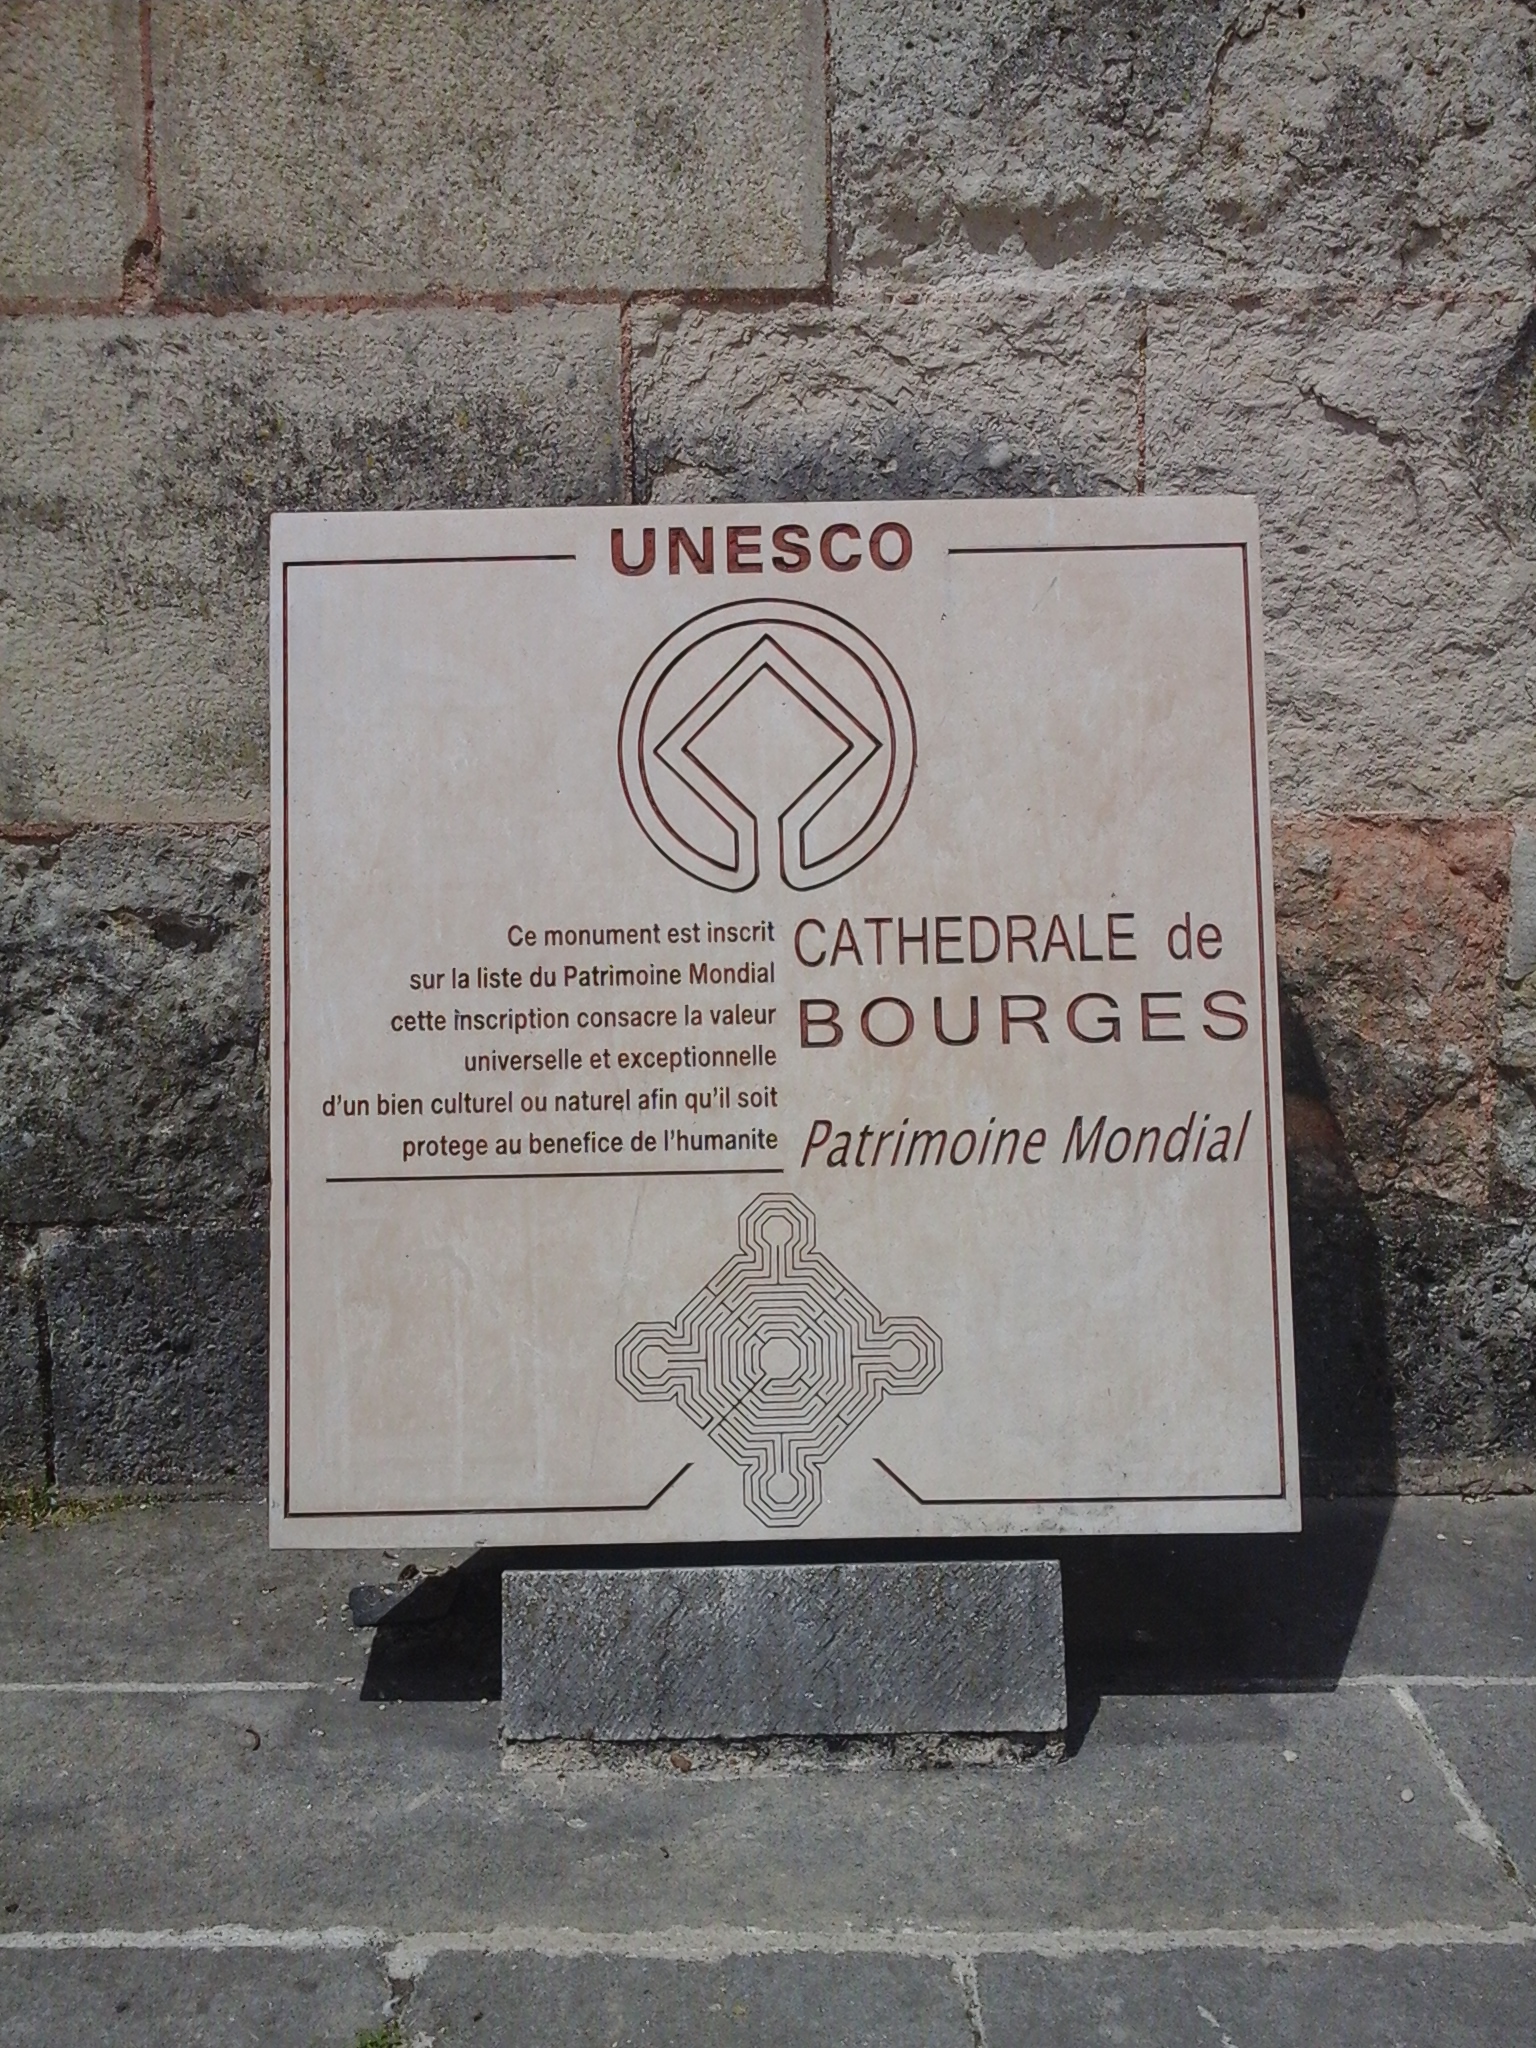 UNESCO
Ce monument est inscrit
sur la liste du Patrimoine Mondial
cette inscription consacre la valeur
universelle et exceptionnelle
d'un bien culturel ou naturel afin qu'il soit
protege au benefice de l'humanite
CATHEDRALE de
BOURGES
Patrimoine Mondial